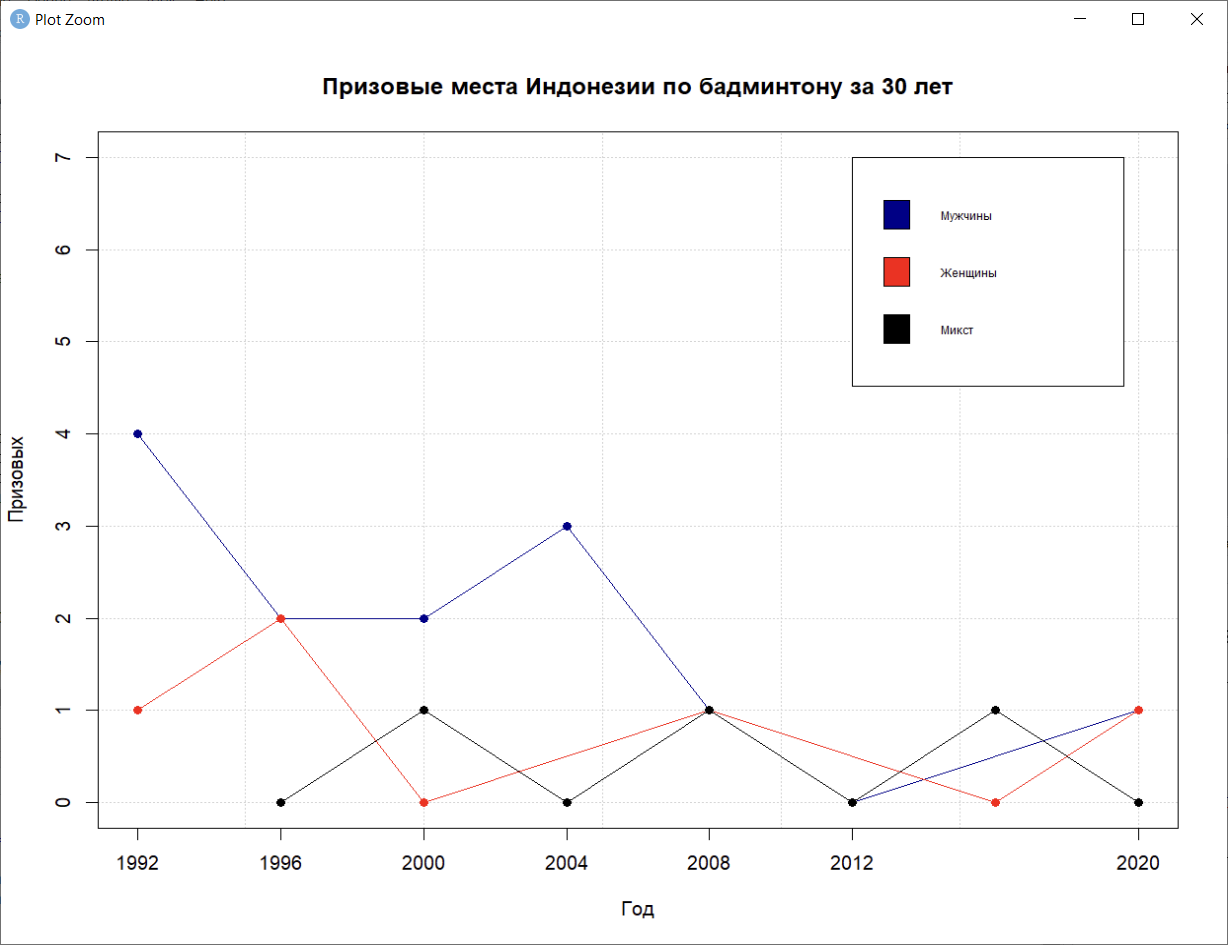 R Plot Zoom
Призовые места Индонезии по бадминтону за 30 лет
7
6
5
4
3
2
1
0
Призовых
Мужчины
Женщины
Микст
1992 1996 2000 2004 2008 2012 2020
Год